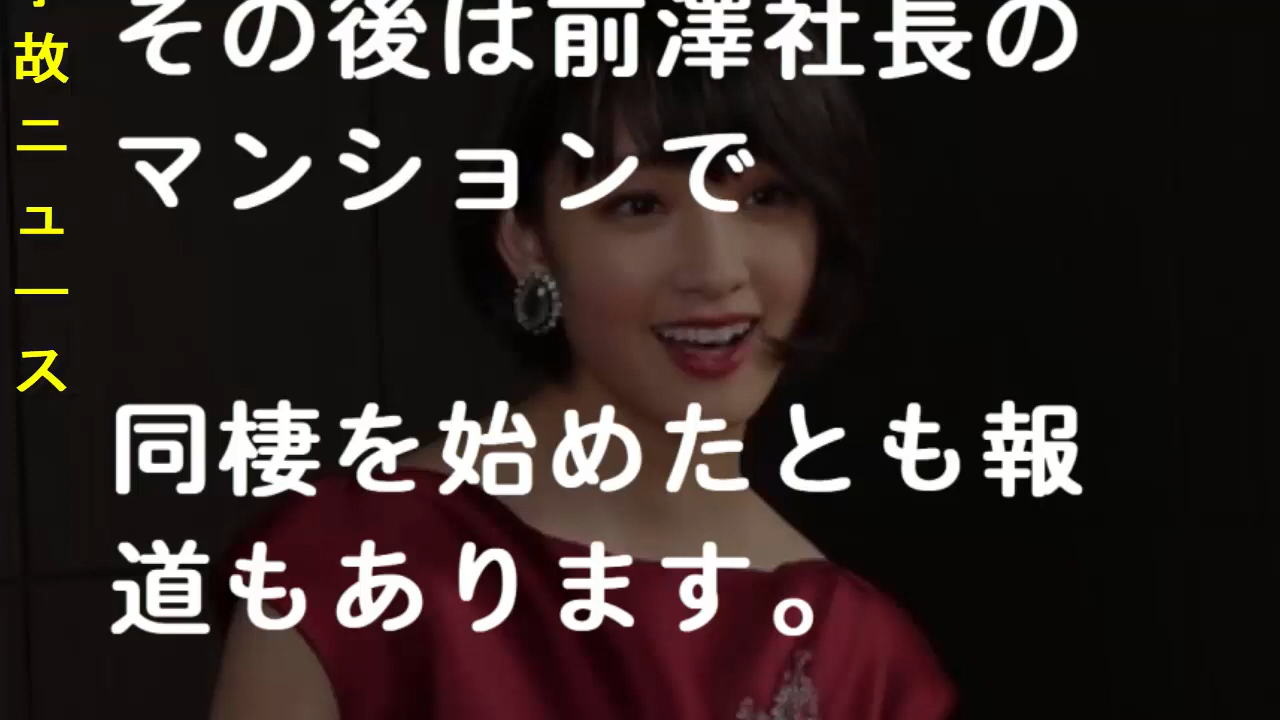 その後は前澤社長の
マンションで
同棲を始めたとも報
道もあります。
故ニュース